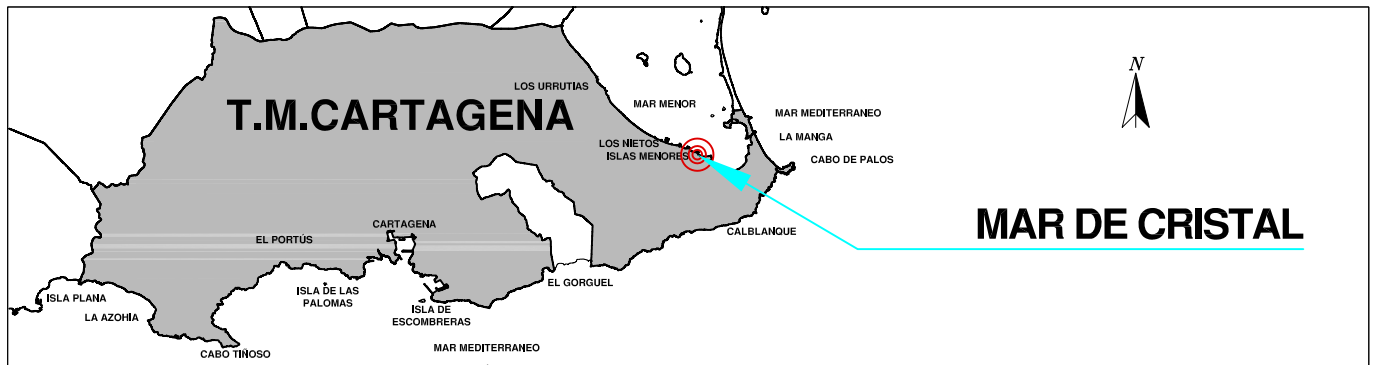 N
LOS URRUTIAS
T.M.CARTAGENA
MAR MENOR
MAR MEDITERRANEO
LA MANGA
LOS NIETOS
ISLAS MENORES
CABO DE PALOS
MAR DE CRISTAL
CARTAGENA
CALBLANQUE
EL PORTÚS
EL GORGUEL
ISLA PLANA
LA AZOHÍA
ISLA DE LAS
PALOMAS
ISLA DE
ESCOMBRERAS
CABO TIÑOSO
MAR MEDITERRANEO